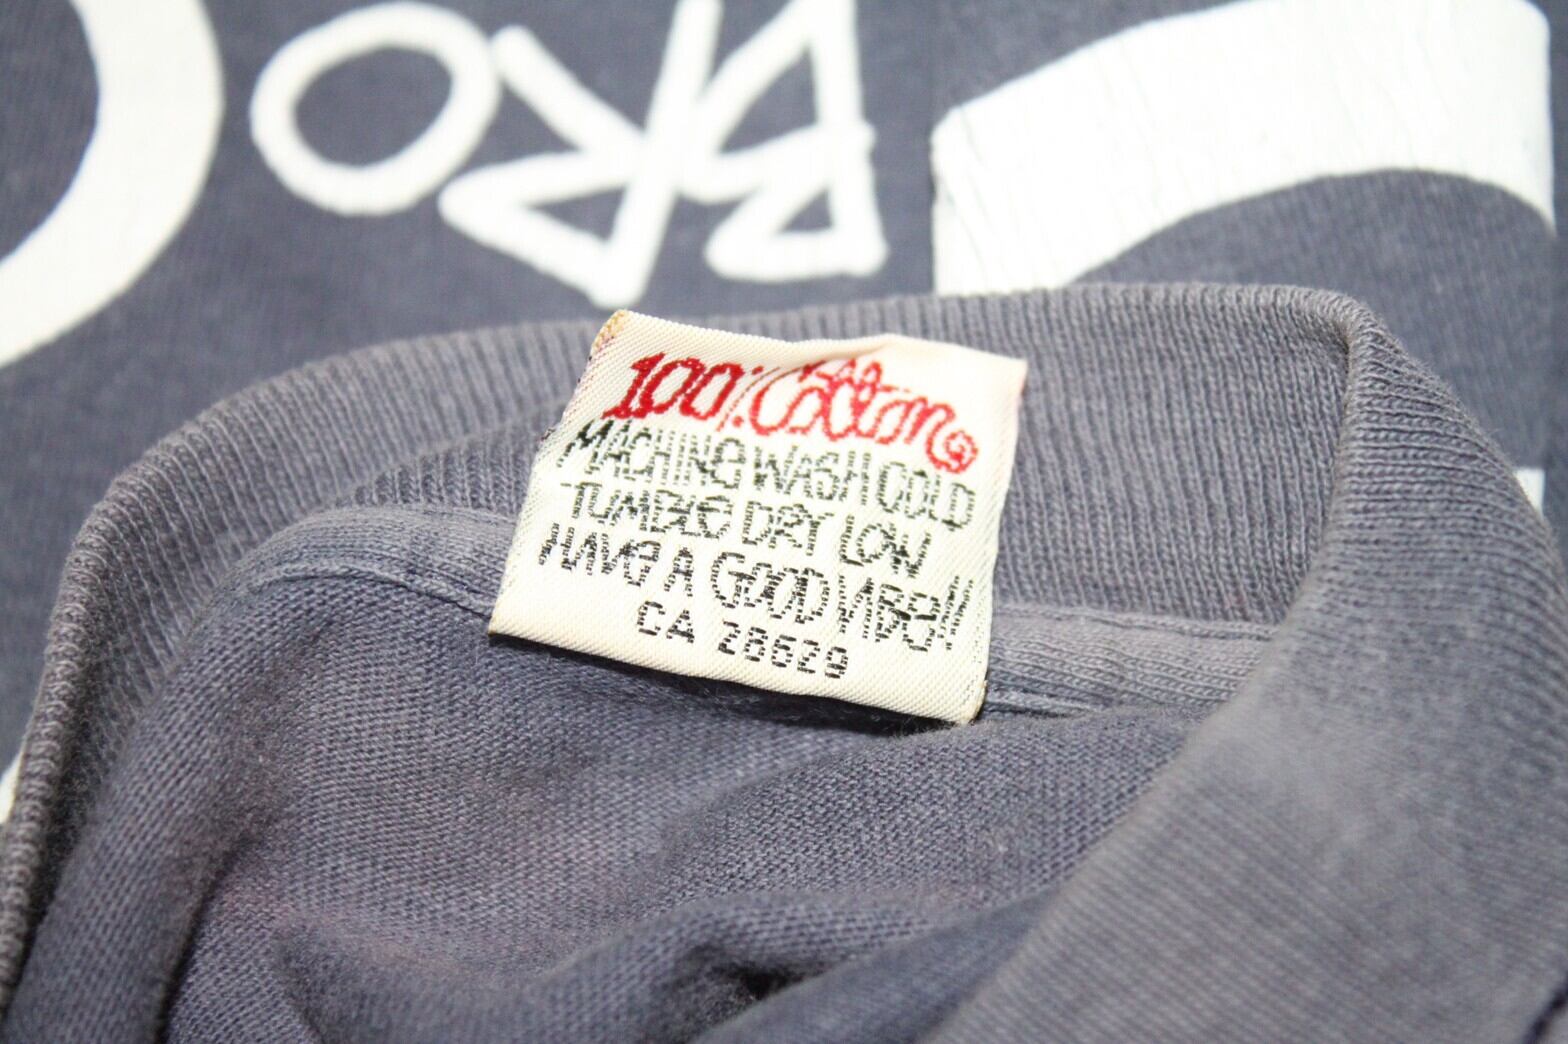 100% Cotton
MACHINE WASH COLD
TUMBLE DRY LOW
HAVE A GOOD VIBE!!
CA 28629